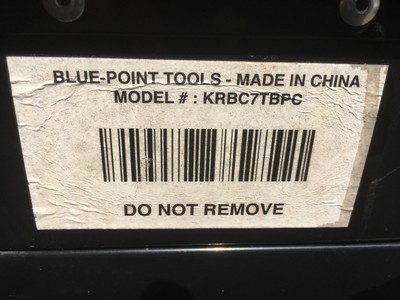 BLUE-POINT TOOLS - MADE IN CHINA
MODEL # : KRBC7TBPC
DO NOT REMOVE